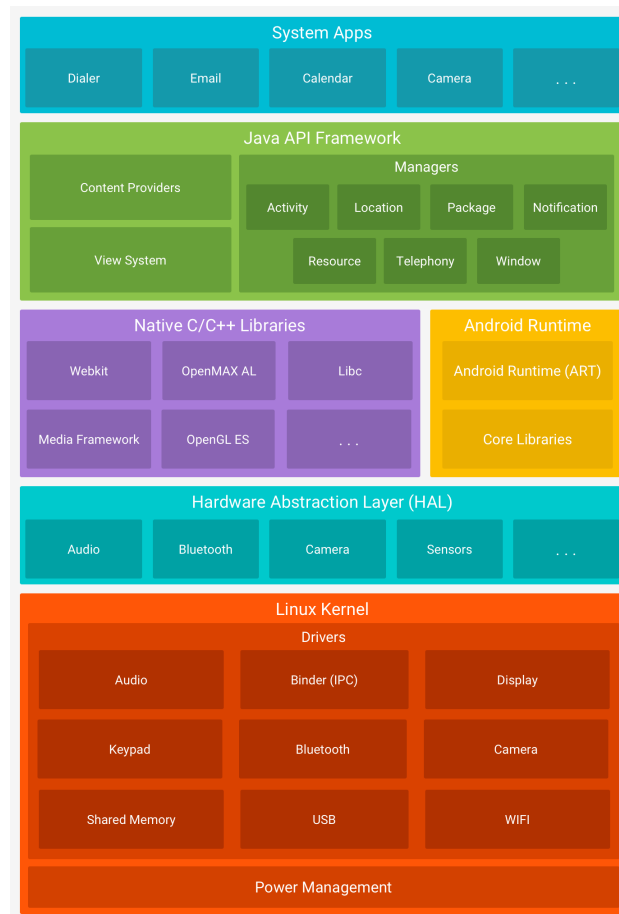 System Apps
Dialer
Email
Calendar
Camera
. . .
Java API Framework
Content Providers
View System
Managers
Activity
Location
Package
Notification
Resource
Telephony
Window
Native C/C++ Libraries
Webkit
OpenMAX AL
Libc
Media Framework
OpenGL ES
. . .
Android Runtime
Android Runtime (ART)
Core Libraries
Hardware Abstraction Layer (HAL)
Audio
Bluetooth
Camera
Sensors
. . .
Linux Kernel
Drivers
Audio
Binder (IPC)
Display
Keypad
Bluetooth
Camera
Shared Memory
USB
WIFI
Power Management